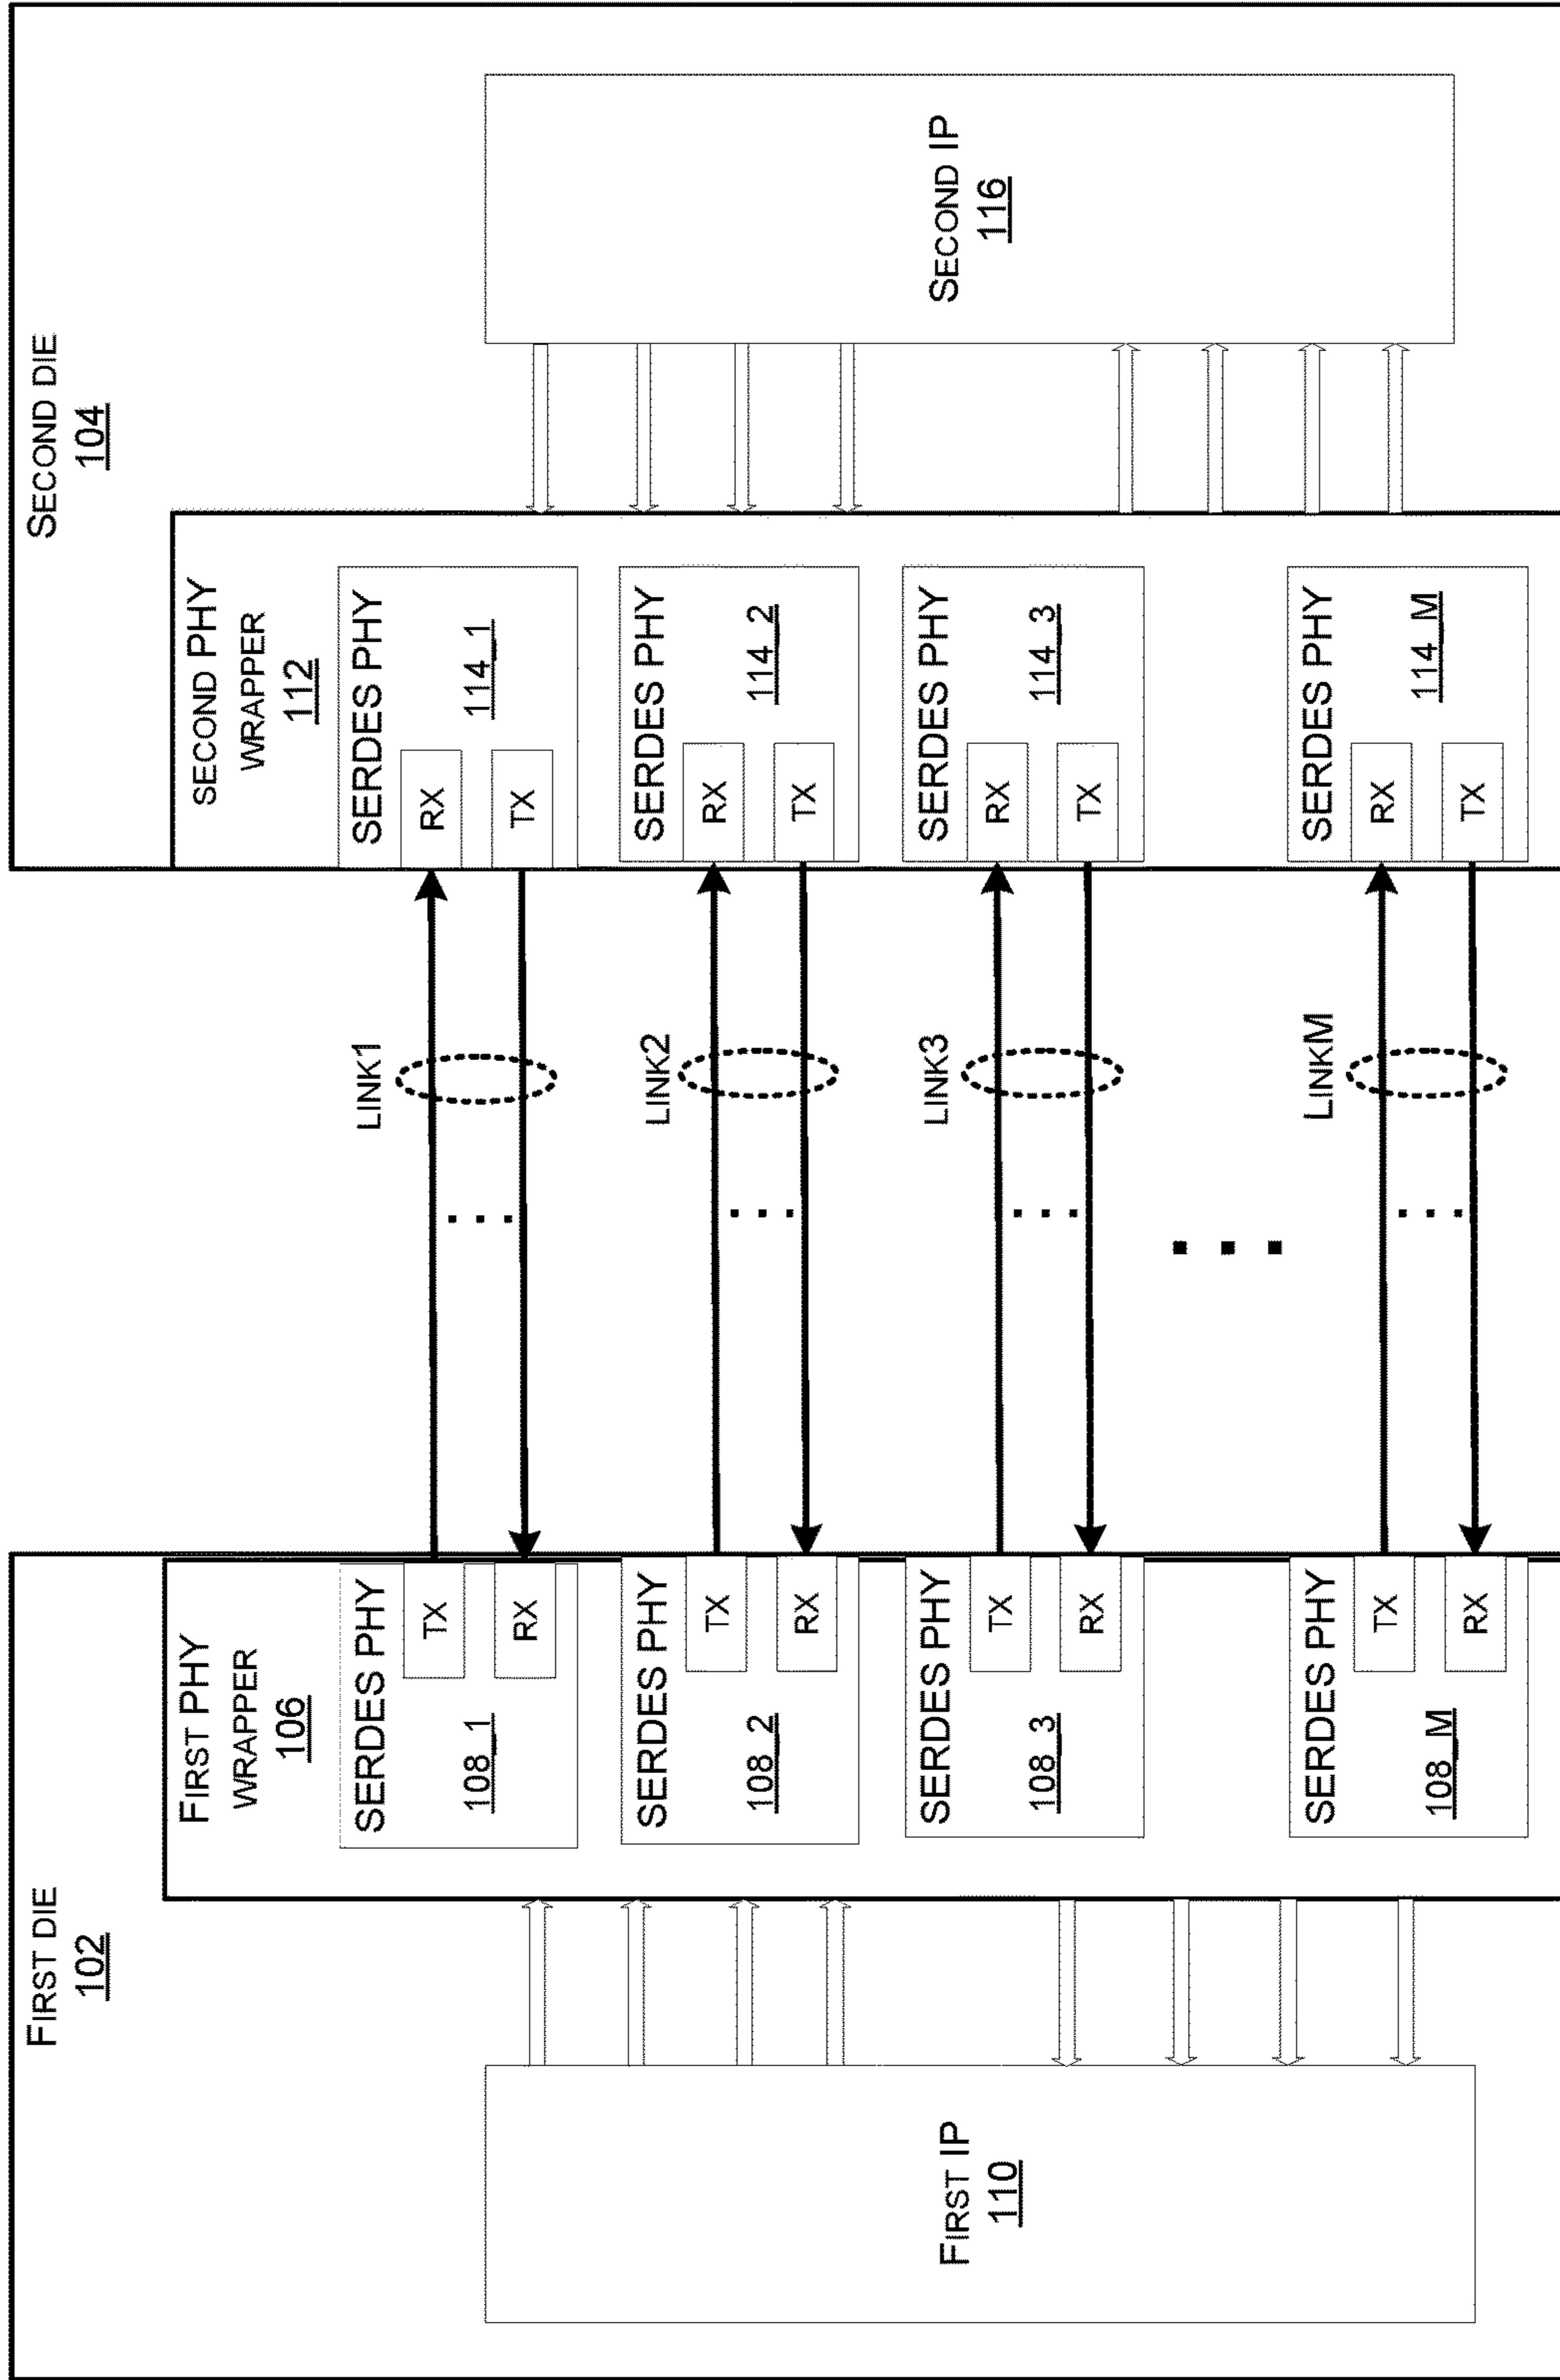 FIRST DIE
102
FIRST IP
110
FIRST PHY
WRAPPER
106
SERDES PHY
108_1
TX
RX
SERDES PHY
108_2
TX
RX
SERDES PHY
108_3
TX
RX
SERDES PHY
108_M
TX
RX
LINK1
...
LINK2
...
LINK3
...
...
LINKM
...
SECOND DIE
104
SECOND PHY
WRAPPER
112
SERDES PHY
114_1
RX
TX
SERDES PHY
114_2
RX
TX
SERDES PHY
114_3
RX
TX
SERDES PHY
114_M
RX
TX
SECOND IP
116